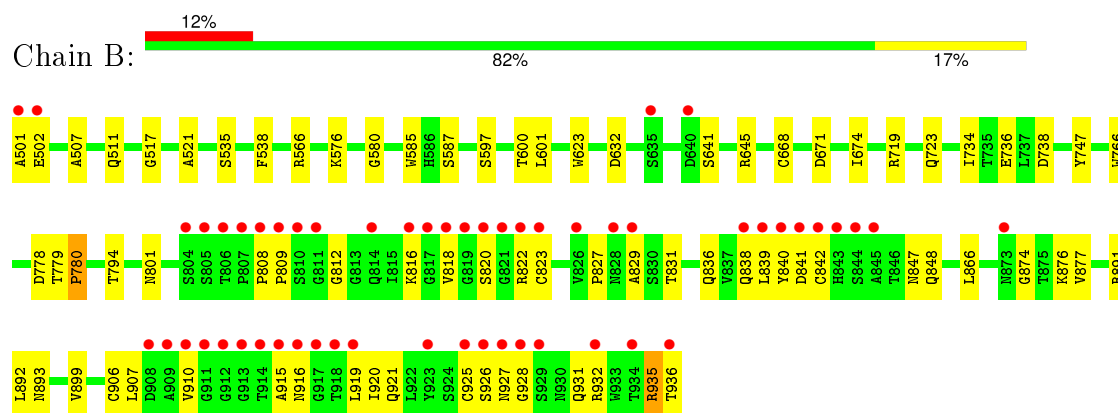 12%
Chain B:
82% 17%
A501 E502 A507 Q511 G517 A521 S535 F538 R566 K576 G580 W585 H586 S587 S597 T600 L601 W623 D632 S635 D640 S641 R645 C668 D671 I674 R719 Q723 I734 T735 E736 L737 D738 Y747 W766
D778 T779 P780 T794 N801 S804 S805 T806 P807 P808 P809 S810 G811 G812 G813 Q814 I815 K816 G817 V818 G819 S820 G821 R822 C823 V826 P827 N828 A829 S830 T831 Q836 V837 Q838 L839 Y840 D841 C842 H843 S844 A845 T846 N847 Q848 L866 N873 G874 T875 K876 V877 R891
L892 N893 V899 C906 L907 D908 A909 V910 G911 G912 G913 T914 A915 N916 G917 T918 L919 I920 Q921 L922 Y923 S924 C925 S926 N927 G928 S929 N930 Q931 R932 W933 T934 R935 T936